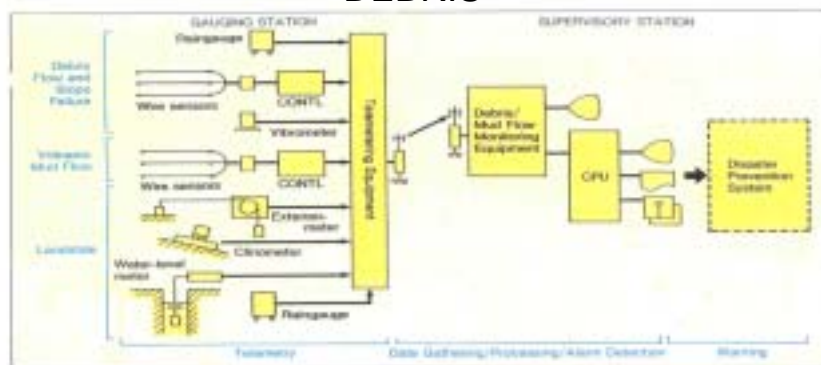 DEBRIS
GAUGING STATION
SUPERVISORY STATION
Raingauge
Debris
Flow and
Slope
Failure
Wire sensors
CONTL
Vibrometer
Volcanic
Mud Flow
Wire sensors
CONTL
Extenso-
meter
Clinometer
Landslide
Water-level
meter
Raingauge
Telemetering Equipment
Debris/
Mud Flow
Monitoring
Equipment
CPU
T
Disaster
Prevention
System
Telemetry
Data Gathering/Processing/Alarm Detection
Warning